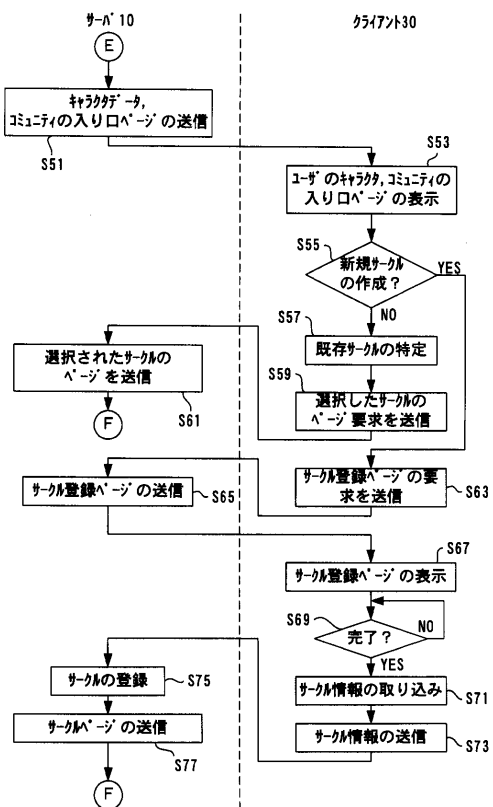 サーバ10
クライアント30
E
キャラクタデータ,
コミュニティの入り口ページの送信
S51
S53
ユーザのキャラクタ,コミュニティの
入り口ページの表示
S55
新規サークル
の作成?
YES
NO
S57
既存サークルの特定
S59
選択したサークルの
ページ要求を送信
選択されたサークルの
ページを送信
S61
F
サークル登録ページの要
求を送信
S63
サークル登録ページの送信
S65
S67
サークル登録ページの表示
S69
完了?
NO
YES
サークル情報の取り込み
S71
サークル情報の送信
S73
サークルの登録
S75
サークルページの送信
S77
F